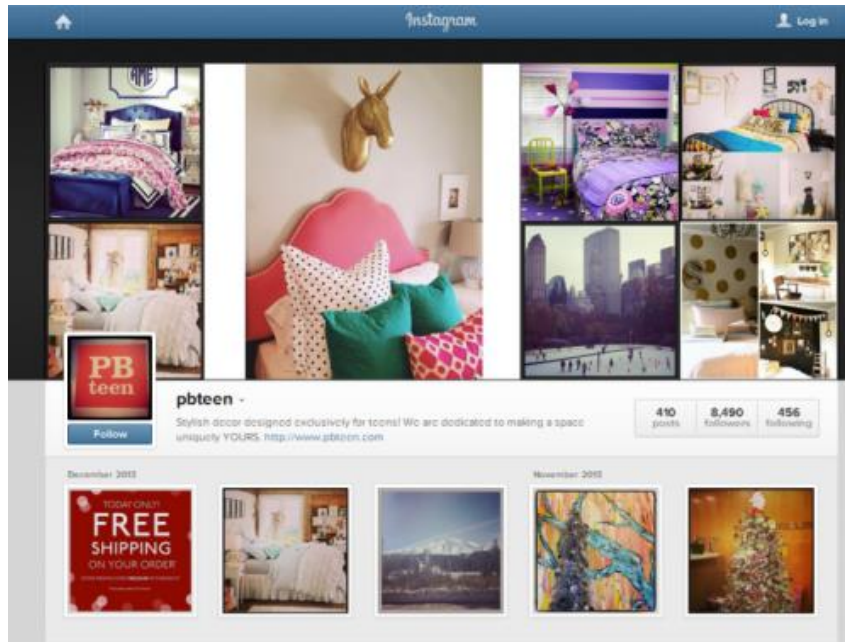 Instagram
Log in
AME
PB
teen
Follow
pbteen -
Stylish decor designed exclusively for teens! We are dedicated to making a space
uniquely YOURS. http://www.pbteen.com
410
posts
8,490
followers
456
following
December 2013
November 2013
TODAY ONLY!
FREE
SHIPPING
ON YOUR ORDER